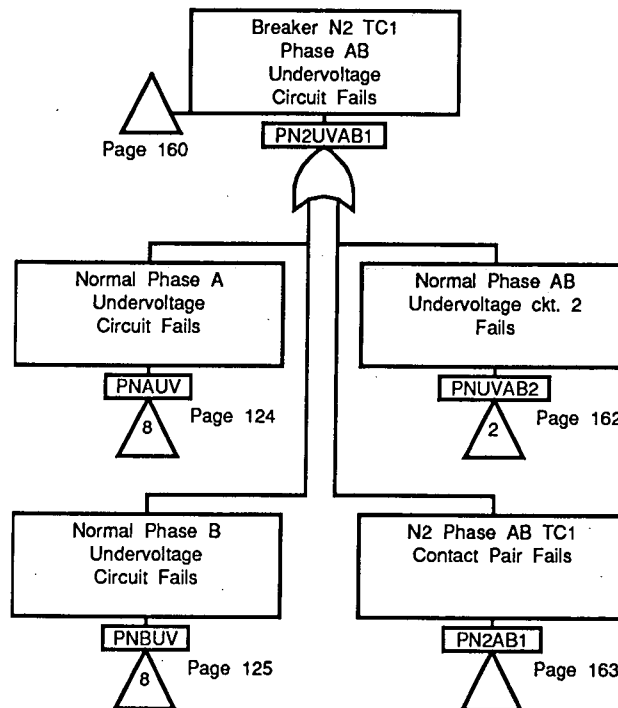 Breaker N2 TC1
Phase AB
Undervoltage
Circuit Fails
Page 160
PN2UVAB1
Normal Phase A
Undervoltage
Circuit Fails
PNAUV
8
Page 124
Normal Phase AB
Undervoltage ckt. 2
Fails
PNUVAB2
2
Page 162
Normal Phase B
Undervoltage
Circuit Fails
PNBUV
8
Page 125
N2 Phase AB TC1
Contact Pair Fails
PN2AB1
Page 163